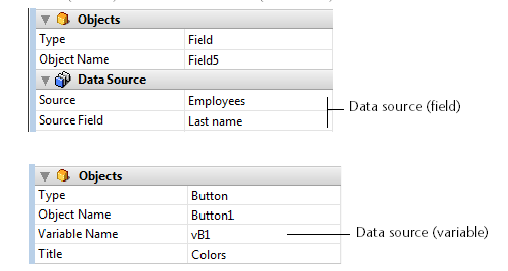 Objects
Type Field
Object Name Field5
Data Source
Source Employees
Data source (field)
Source Field Last name
Objects
Type Button
Object Name Button1
Variable Name vB1 Data source (variable)
Title Colors